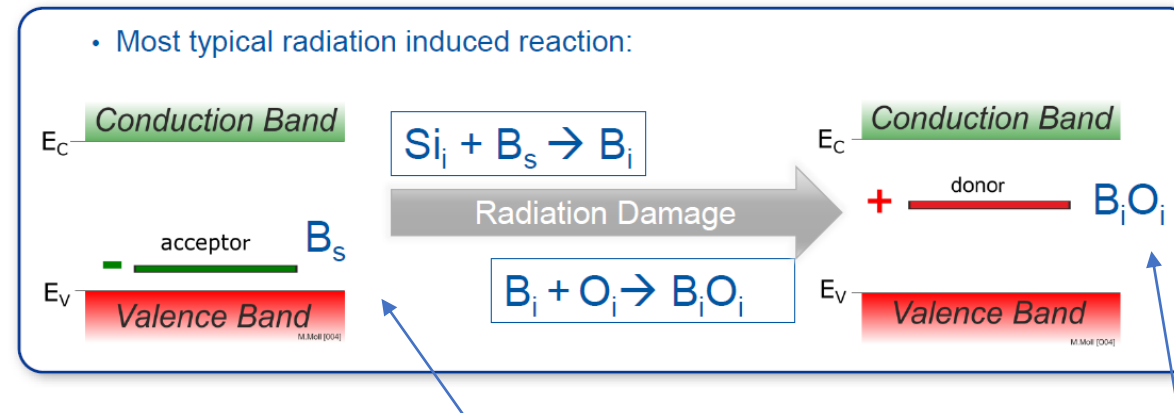 • Most typical radiation induced reaction:
Conduction Band
E_C
acceptor
B_s
-
E_V
Valence Band
M.Moll [004]
Si_i + B_s → B_i
Radiation Damage
B_i + O_i → B_iO_i
Conduction Band
E_C
donor
+
B_iO_i
E_V
Valence Band
M.Moll [004]